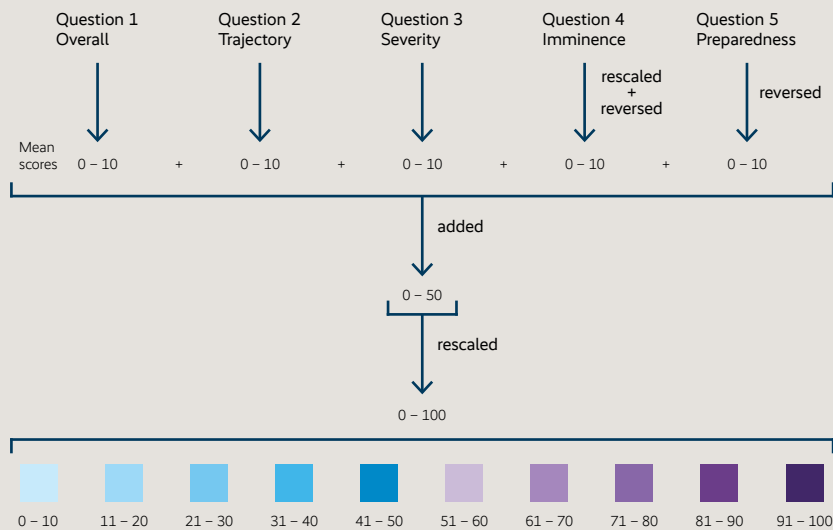 Question 1
Overall
Question 2
Trajectory
Question 3
Severity
Question 4
Imminence
Question 5
Preparedness
rescaled
+
reversed
reversed
Mean
scores
0 – 10 + 0 – 10 + 0 – 10 + 0 – 10 + 0 – 10
added
0 – 50
rescaled
0 – 100
0 – 10 11 – 20 21 – 30 31 – 40 41 – 50 51 – 60 61 – 70 71 – 80 81 – 90 91 – 100